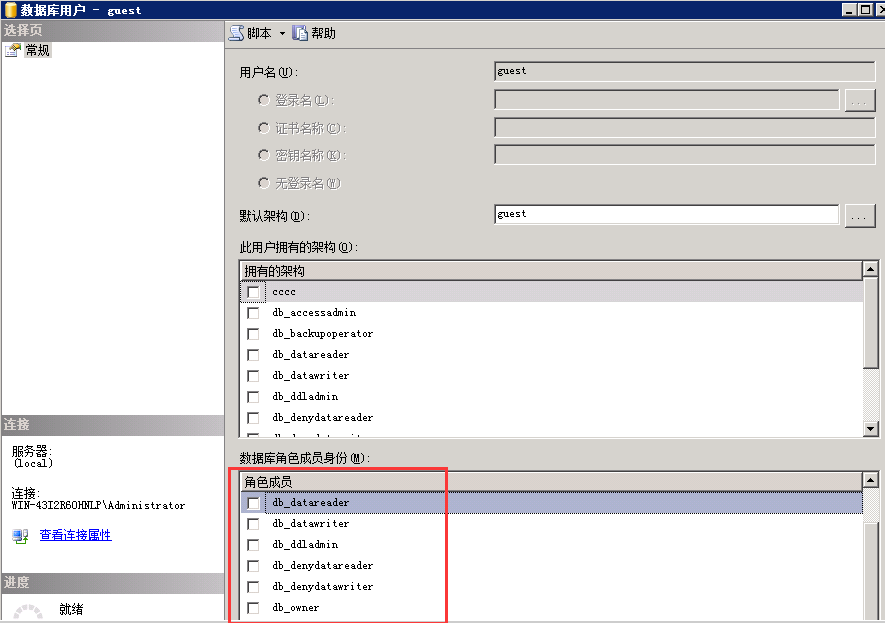 数据库用户 - guest
选择页
常规
脚本
帮助
用户名(U):
guest
登录名(L):
...
证书名称(C):
密钥名称(K):
无登录名(W)
默认架构(D):
guest
...
此用户拥有的架构(O):
拥有的架构
cccc
db_accessadmin
db_backupoperator
db_datareader
db_datawriter
db_ddladmin
db_denydatareader
连接
服务器:
(local)
连接:
WIN-43I2R6OHNLP\Administrator
查看连接属性
进度
就绪
数据库角色成员身份(M):
角色成员
db_datareader
db_datawriter
db_ddladmin
db_denydatareader
db_denydatawriter
db_owner